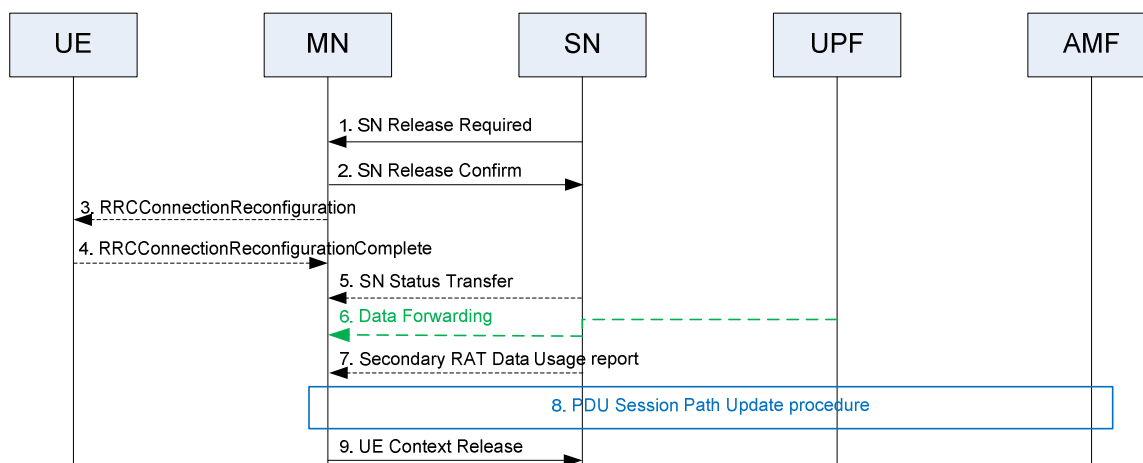 UE
MN
SN
UPF
AMF
1. SN Release Required
2. SN Release Confirm
3. RRCConnectionReconfiguration
4. RRCConnectionReconfigurationComplete
5. SN Status Transfer
6. Data Forwarding
7. Secondary RAT Data Usage report
8. PDU Session Path Update procedure
9. UE Context Release